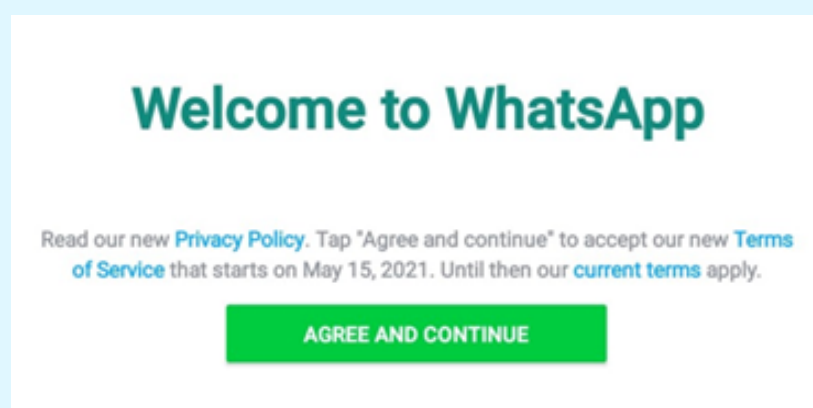 Welcome to WhatsApp
Read our new Privacy Policy. Tap "Agree and continue" to accept our new Terms
of Service that starts on May 15, 2021. Until then our current terms apply.
AGREE AND CONTINUE